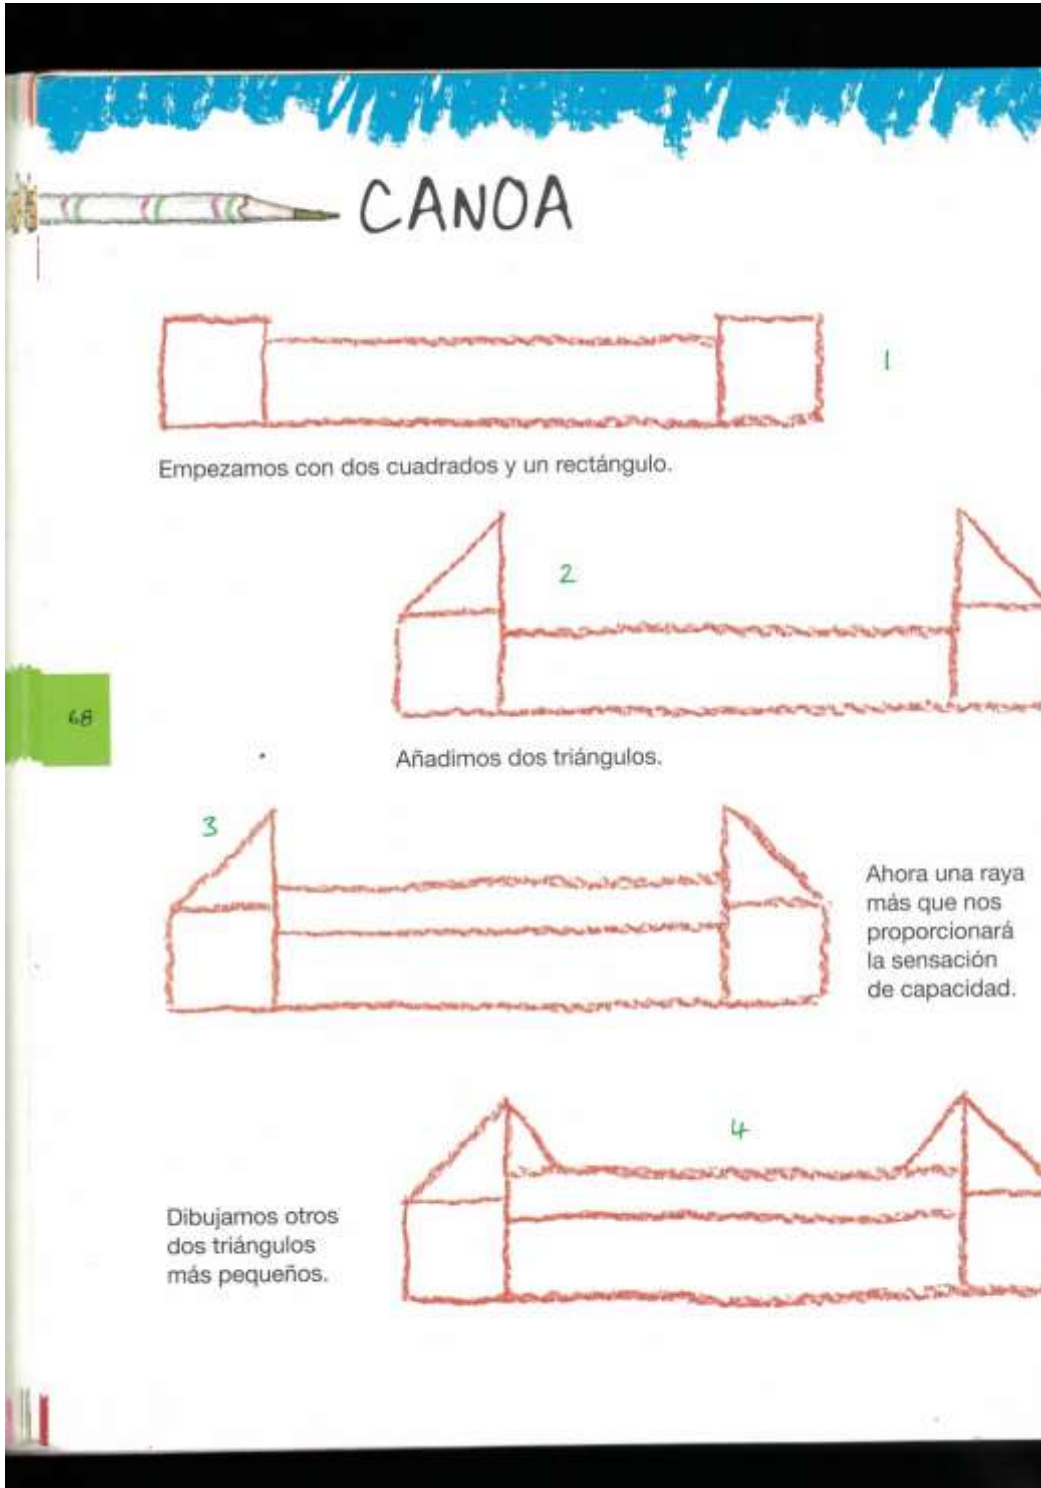 CANOA
1
Empezamos con dos cuadrados y un rectángulo.
2
68
Añadimos dos triángulos.
3
Ahora una raya
más que nos
proporcionará
la sensación
de capacidad.
4
Dibujamos otros
dos triángulos
más pequeños.